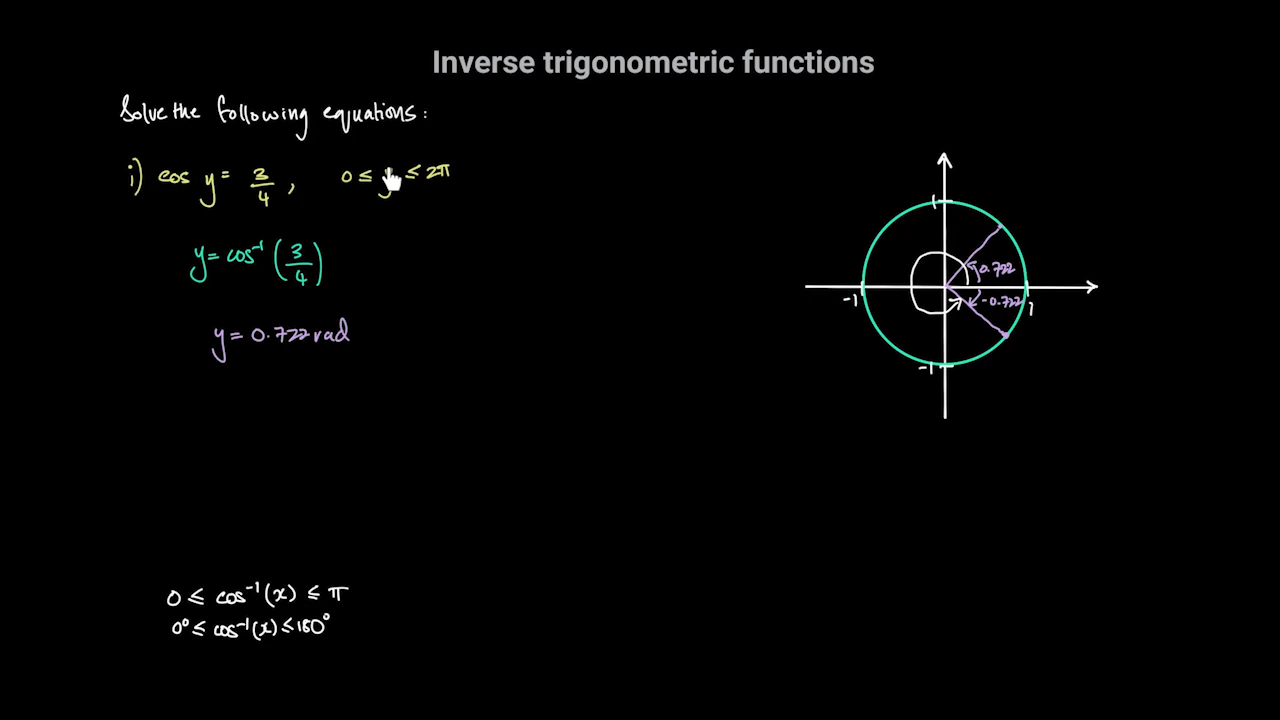 Inverse trigonometric functions
Solve the following equations:
i) cos y = 3/4, 0 ≤ y ≤ 2π
y = cos⁻¹(3/4)
y = 0.722 rad
1
0.722
-1
-0.722
1
-1
0 ≤ cos⁻¹(x) ≤ π
0° ≤ cos⁻¹(x) ≤ 180°